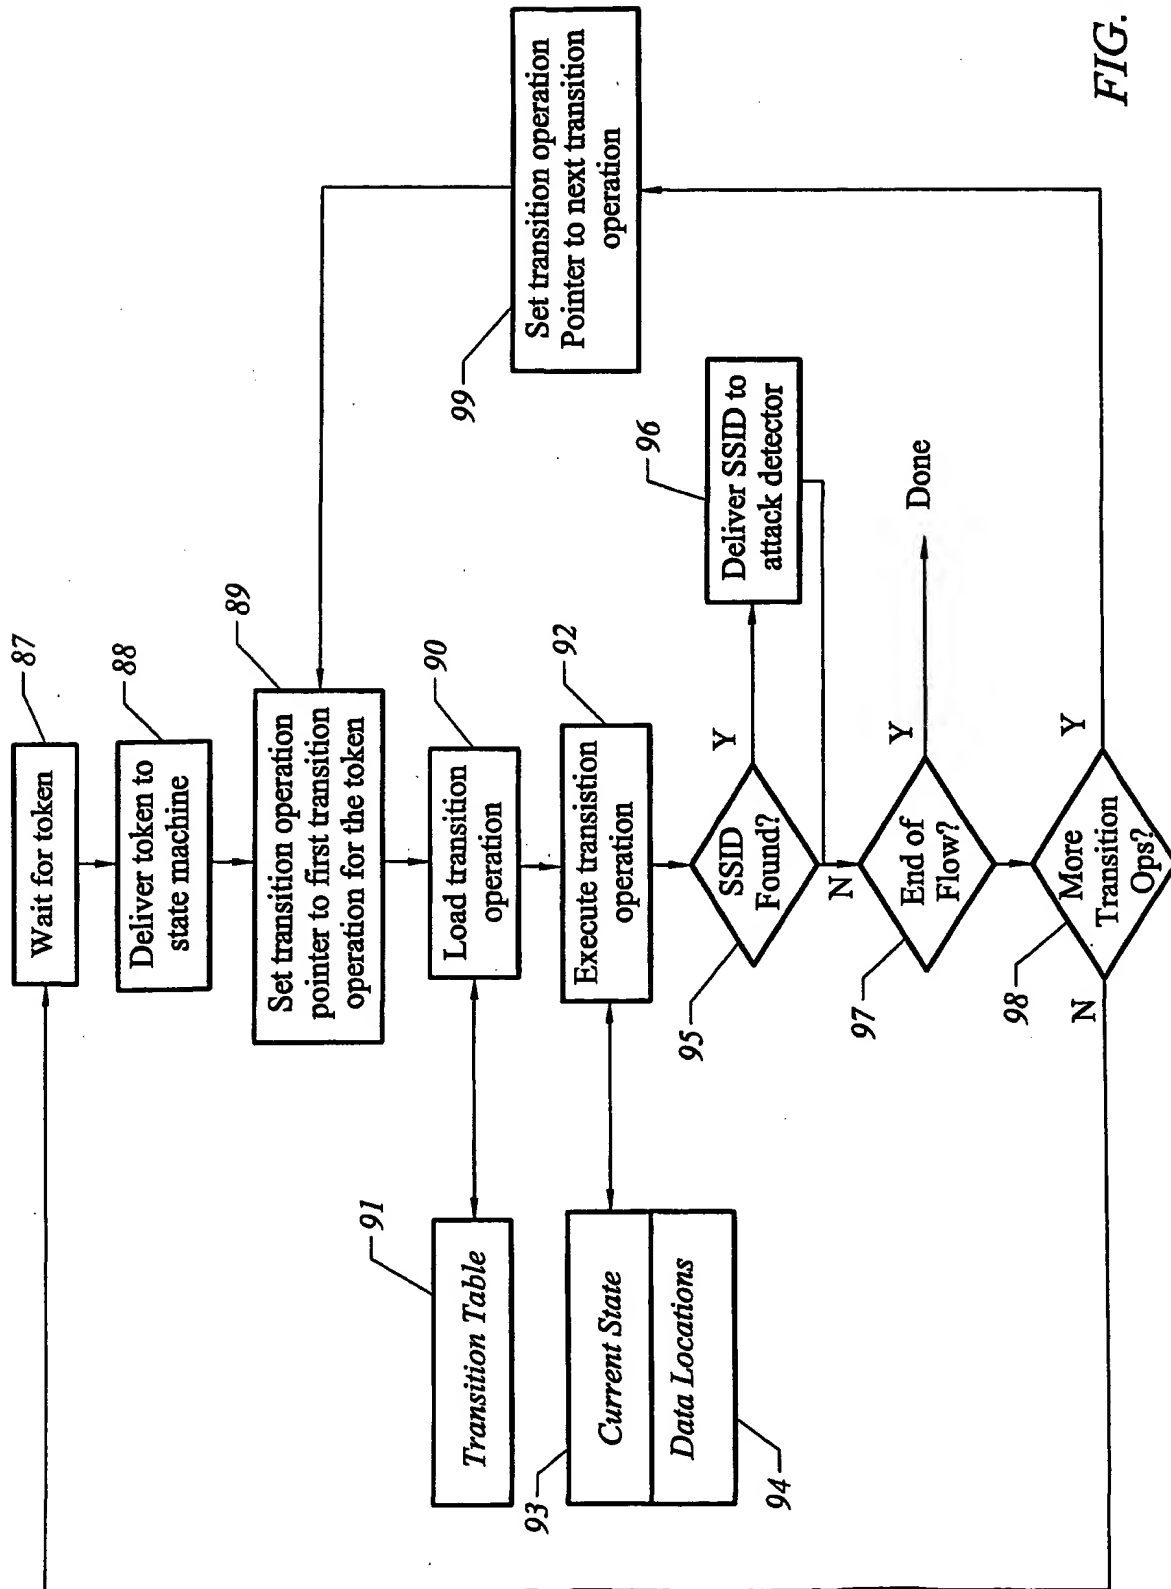 87
Wait for token
88
Deliver token to
state machine
89
Set transition operation
pointer to first transition
operation for the token
90
Load transition
operation
91
Transition Table
92
Execute transistion
operation
93
Current State
Data Locations
94
95
SSID
Found?
Y
N
96
Deliver SSID to
attack detector
97
End of
Flow?
Y
Done
98
More
Transition
Ops?
Y
N
99
Set transition operation
Pointer to next transition
operation
FIG.